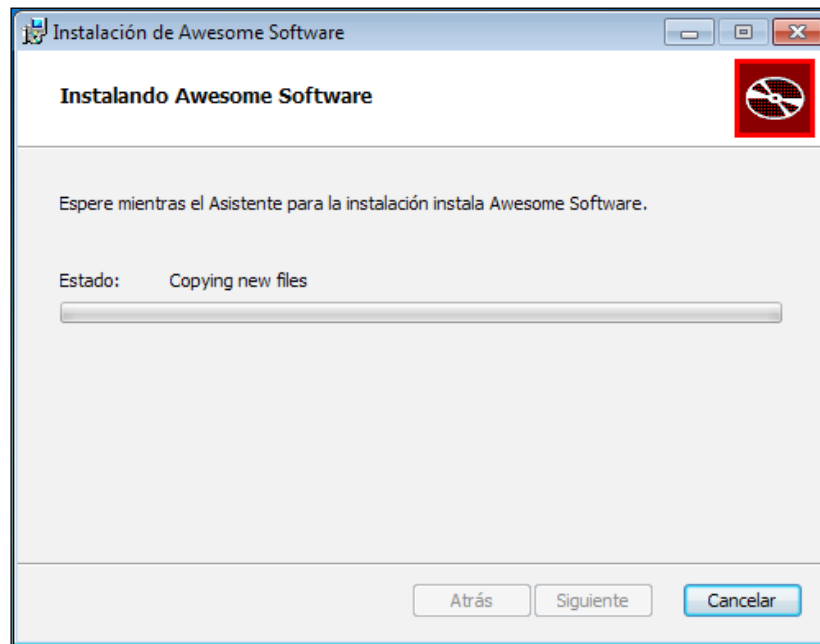 Instalación de Awesome Software
Instalando Awesome Software
Espere mientras el Asistente para la instalación instala Awesome Software.
Estado: Copying new files
Atrás Siguiente Cancelar